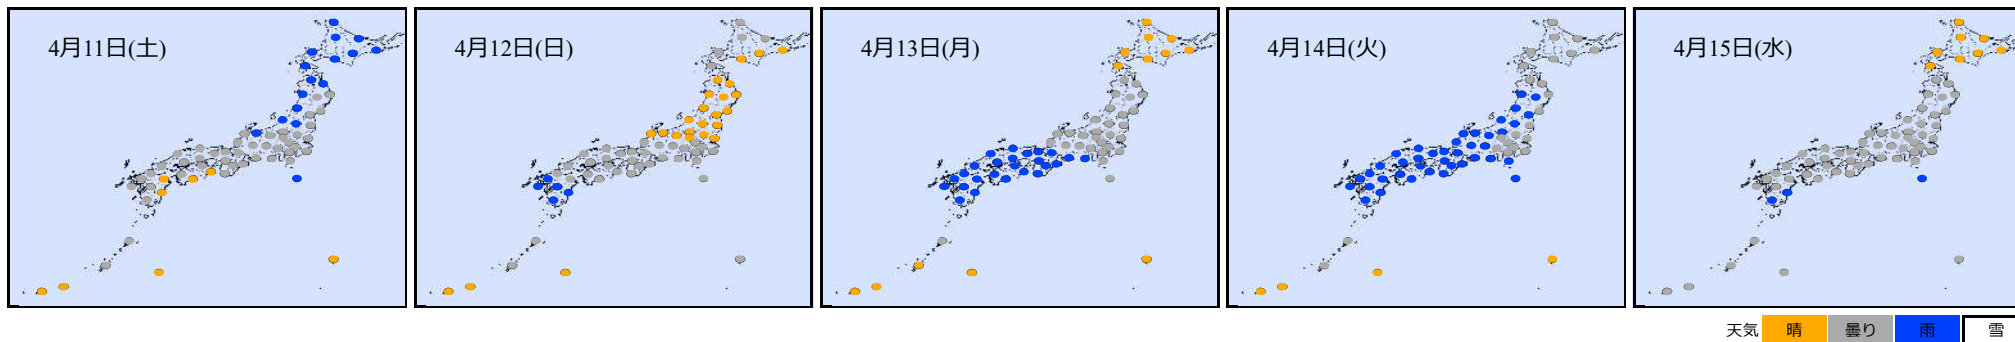 4月11日(土)
4月12日(日)
4月13日(月)
4月14日(火)
4月15日(水)
天気 晴 曇り 雨 雪